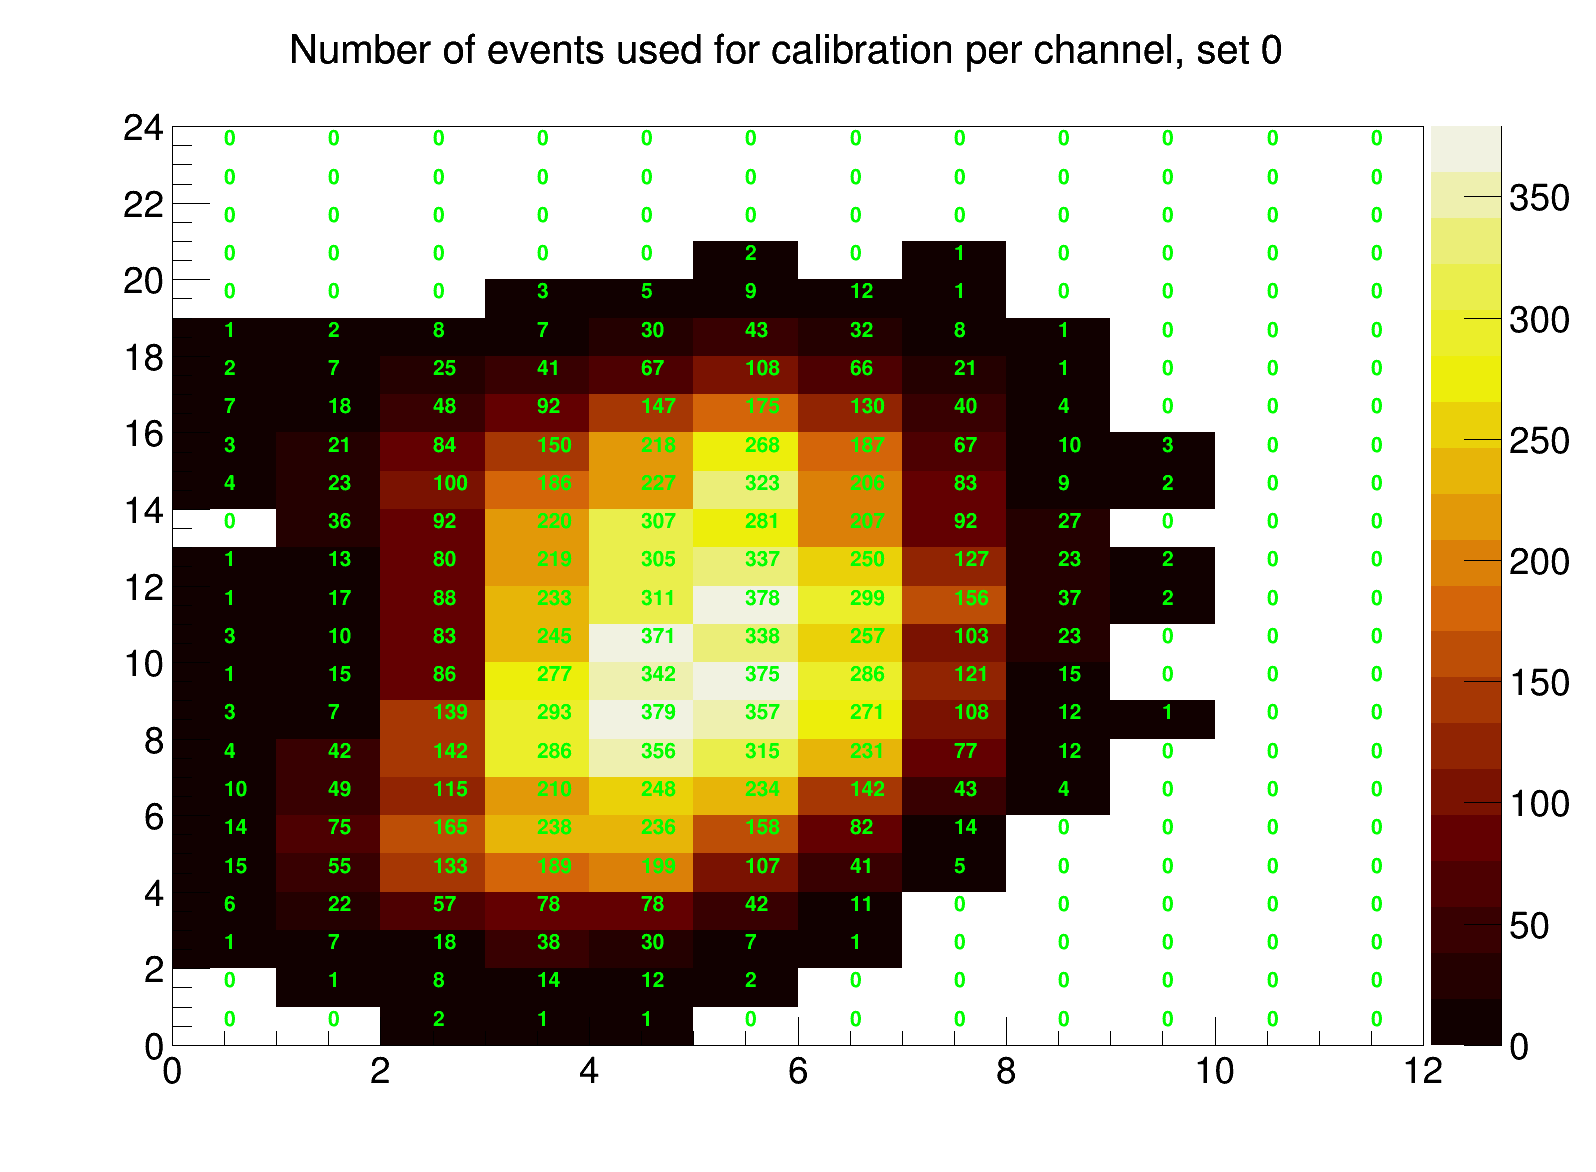 Number of events used for calibration per channel, set 0
24 0 0 0 0 0 0 0 0 0 0 0 0
0 0 0 0 0 0 0 0 0 0 0 0 350
22 0 0 0 0 0 0 0 0 0 0 0 0
0 0 0 0 0 2 0 1 0 0 0 0
20 0 0 0 3 5 9 12 1 0 0 0 0
1 2 8 7 30 43 32 8 1 0 0 0 300
18 2 7 25 41 67 108 66 21 1 0 0 0
7 18 48 92 147 175 130 40 4 0 0 0
16 3 21 84 150 218 268 187 67 10 3 0 0 250
4 23 100 186 227 323 206 83 9 2 0 0
14 0 36 92 220 307 281 207 92 27 0 0 0
1 13 80 219 305 337 250 127 23 2 0 0 200
12 1 17 88 233 311 378 299 156 37 2 0 0
3 10 83 245 371 338 257 103 23 0 0 0
10 1 15 86 277 342 375 286 121 15 0 0 0 150
3 7 139 293 379 357 271 108 12 1 0 0
8 4 42 142 286 356 315 231 77 12 0 0 0
10 49 115 210 248 234 142 43 4 0 0 0 100
6 14 75 165 238 236 158 82 14 0 0 0 0
15 55 133 189 199 107 41 5 0 0 0 0
4 6 22 57 78 78 42 11 0 0 0 0 0 50
1 7 18 38 30 7 1 0 0 0 0 0
2 0 1 8 14 12 2 0 0 0 0 0 0
0 0 2 1 1 0 0 0 0 0 0 0
0 0
0 2 4 6 8 10 12